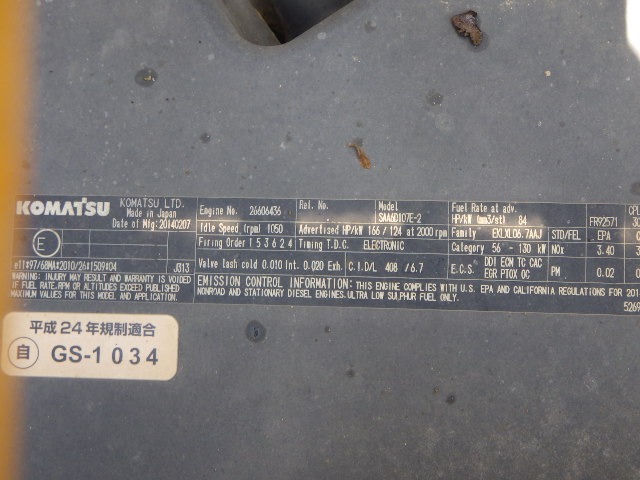 KOMATSU KOMATSU LTD.
Made in Japan
Date of Mfg: 20140207
E
e11*97/68MA*2010/26*1509*04 J313
WARNING: INJURY MAY RESULT AND WARRANTY IS VOIDED
IF FUEL RATE,RPM OR ALTITUDES EXCEED PUBLISHED
MAXIMUM VALUES FOR THIS MODEL AND APPLICATION.
Engine No. 26606436 Rel. No. Model SAA6D107E-2 Fuel Rate at adv. HP/kW (mm3/st) 84 FR92571 CPL
Idle Speed (rpm) 1050 Advertised HP/kW 166 / 124 at 2000 rpm Family EKLXL06.7AAJ STD/FEL EPA
Firing Order 1 5 3 6 2 4 Timing T.D.C. ELECTRONIC Category 56 - 130 kW NOx 3.40
Valve lash cold 0.010 Int. 0.020 Exh. C.I.D/L 408 /6.7 E.C.S. DDI ECM TC CAC EGR PTOX OC PM 0.02
EMISSION CONTROL INFORMATION: THIS ENGINE COMPLIES WITH U.S. EPA AND CALIFORNIA REGULATIONS FOR 201
NONROAD AND STATIONARY DIESEL ENGINES. ULTRA LOW SULPHUR FUEL ONLY.
5269
平成24年規制適合
自 GS-1034